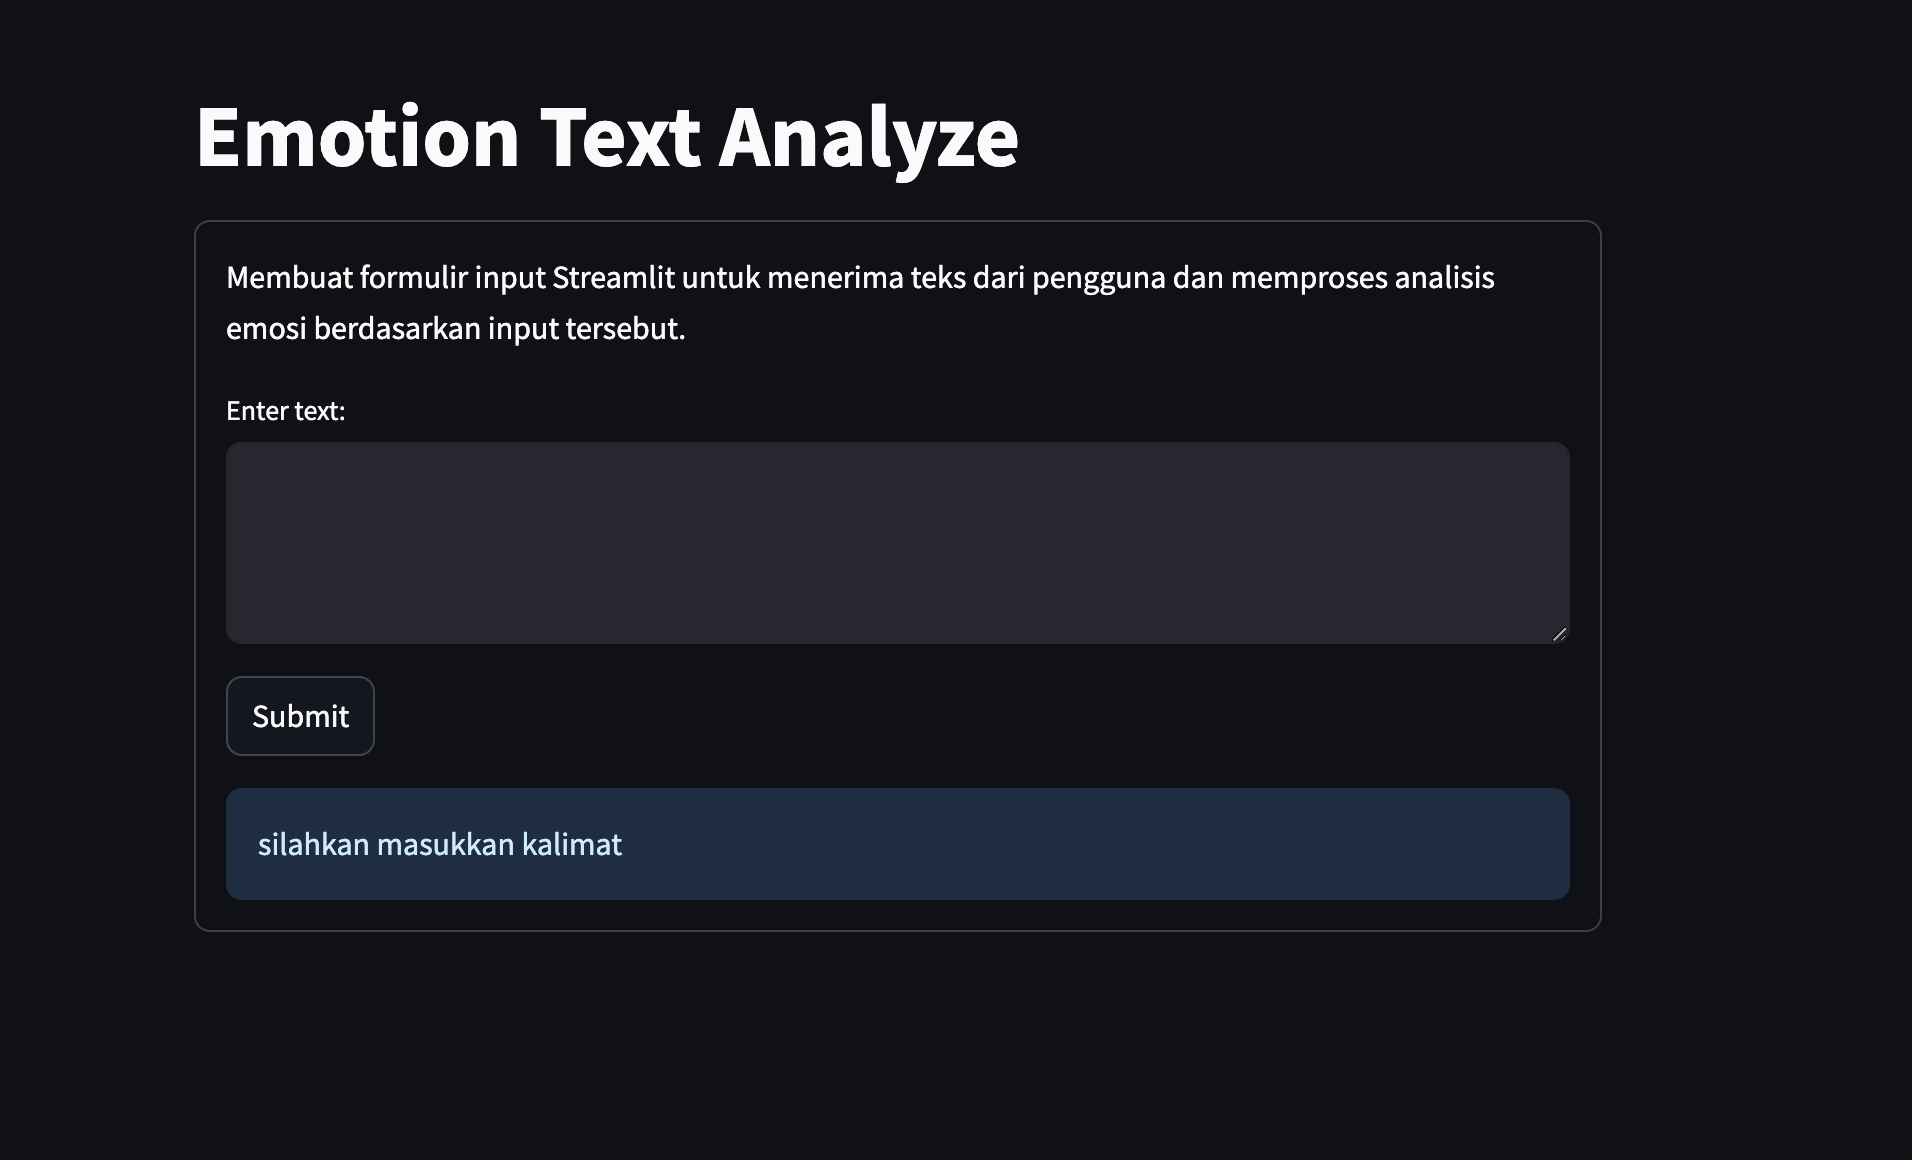 Emotion Text Analyze
Membuat formulir input Streamlit untuk menerima teks dari pengguna dan memproses analisis
emosi berdasarkan input tersebut.
Enter text:
Submit
silahkan masukkan kalimat